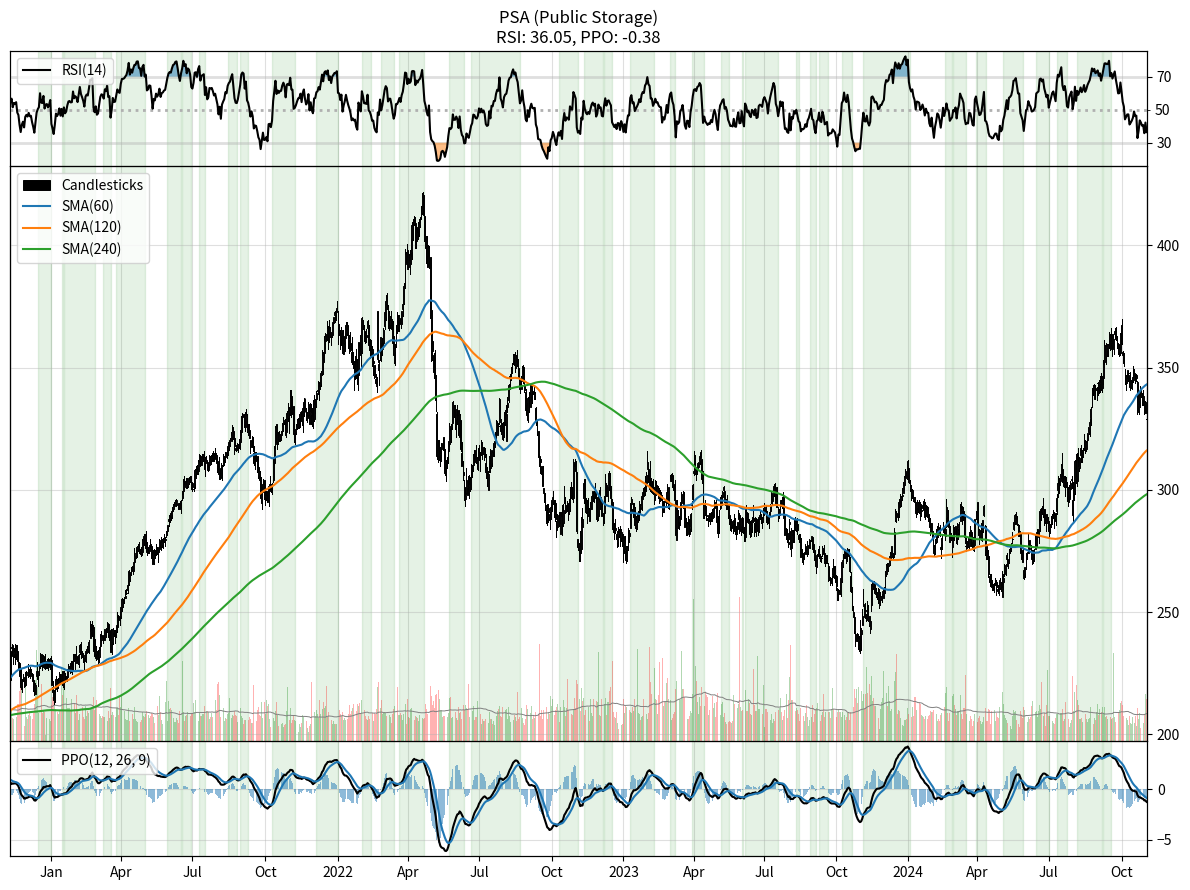 PSA (Public Storage)
RSI: 36.05, PPO: -0.38
RSI(14)
70
50
30
Candlesticks
SMA(60)
SMA(120)
SMA(240)
400
350
300
250
200
PPO(12, 26, 9)
0
−5
Jan Apr Jul Oct 2022 Apr Jul Oct 2023 Apr Jul Oct 2024 Apr Jul Oct